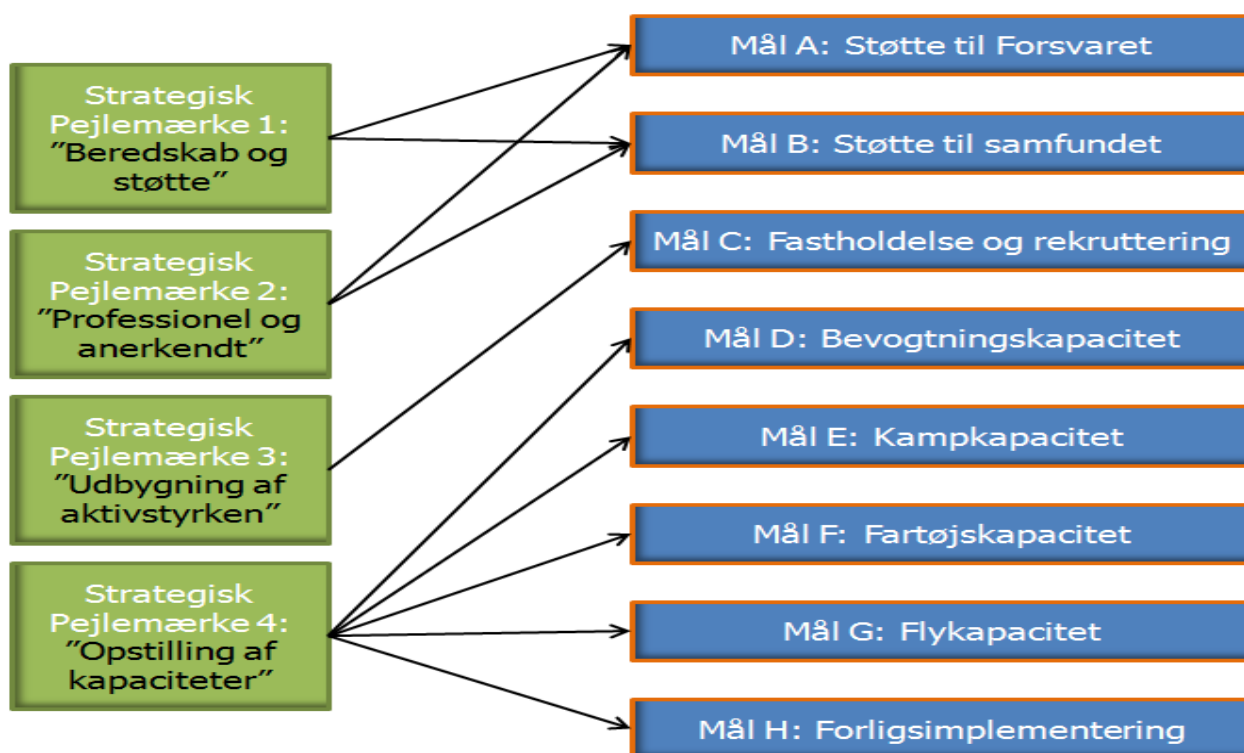 Strategisk
Pejlemærke 1:
”Beredskab og
støtte”
Strategisk
Pejlemærke 2:
”Professionel og
anerkendt”
Strategisk
Pejlemærke 3:
”Udbygning af
aktivstyrken”
Strategisk
Pejlemærke 4:
”Opstilling af
kapaciteter”
Mål A: Støtte til Forsvaret
Mål B: Støtte til samfundet
Mål C: Fastholdelse og rekruttering
Mål D: Bevogtningskapacitet
Mål E: Kampkapacitet
Mål F: Fartøjskapacitet
Mål G: Flykapacitet
Mål H: Forligsimplementering